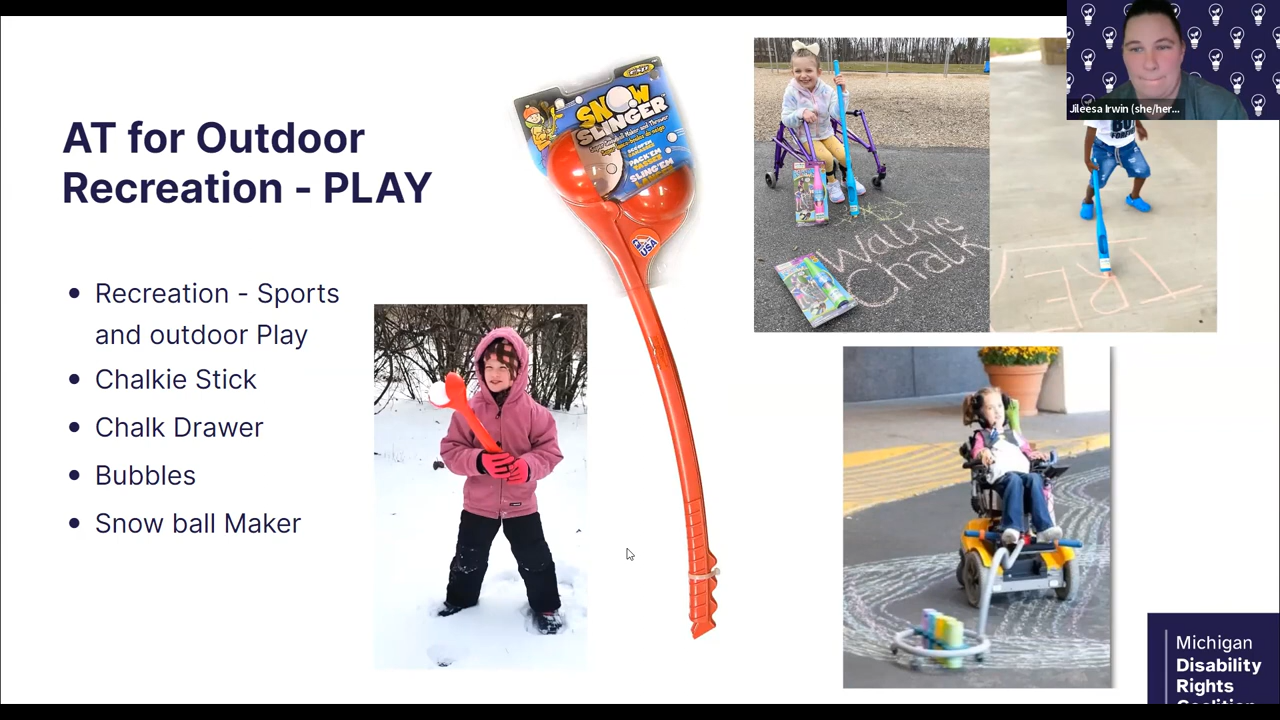 AT for Outdoor
Recreation - PLAY
Recreation - Sports
and outdoor Play
Chalkie Stick
Chalk Drawer
Bubbles
Snow ball Maker
SNOW
SLINGER
USA
Walkie
Chalk
Jileesa Irwin (she/her...
Michigan
Disability
Rights
Coalition